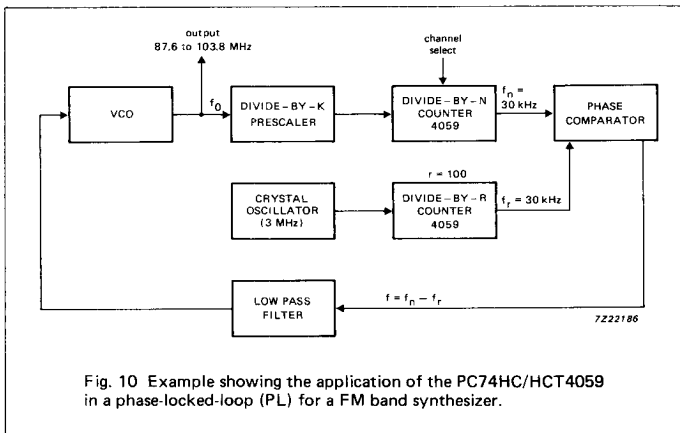 output
87.6 to 103.8 MHz
channel
select
VCO
f₀
DIVIDE-BY-K
PRESCALER
DIVIDE-BY-N
COUNTER
4059
fₙ =
30 kHz
PHASE
COMPARATOR
r = 100
CRYSTAL
OSCILLATOR
(3 MHz)
DIVIDE-BY-R
COUNTER
4059
fᵣ = 30 kHz
LOW PASS
FILTER
f = fₙ − fᵣ
7Z22186
Fig. 10 Example showing the application of the PC74HC/HCT4059
in a phase-locked-loop (PL) for a FM band synthesizer.